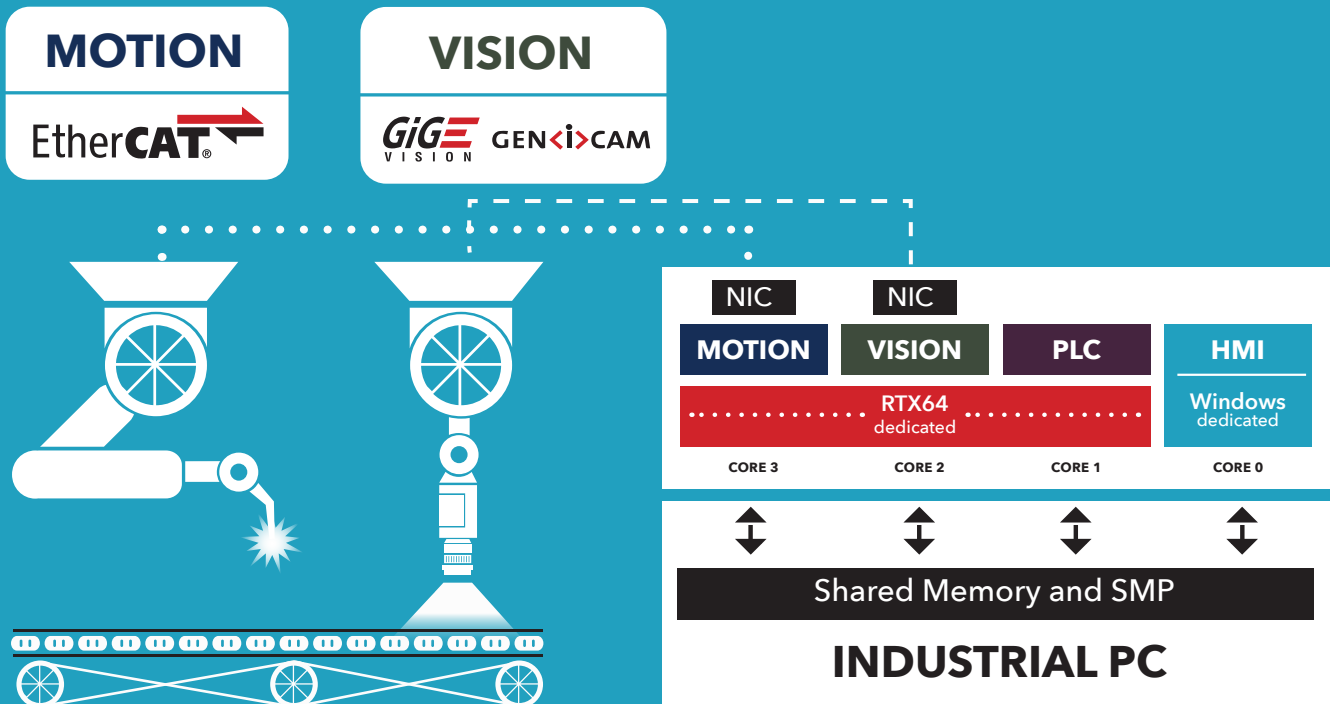 MOTION
EtherCAT®
VISION
GiGE
VISION
GEN<i>CAM
NIC
NIC
MOTION
VISION
PLC
HMI
RTX64
dedicated
Windows
dedicated
CORE 3
CORE 2
CORE 1
CORE 0
Shared Memory and SMP
INDUSTRIAL PC